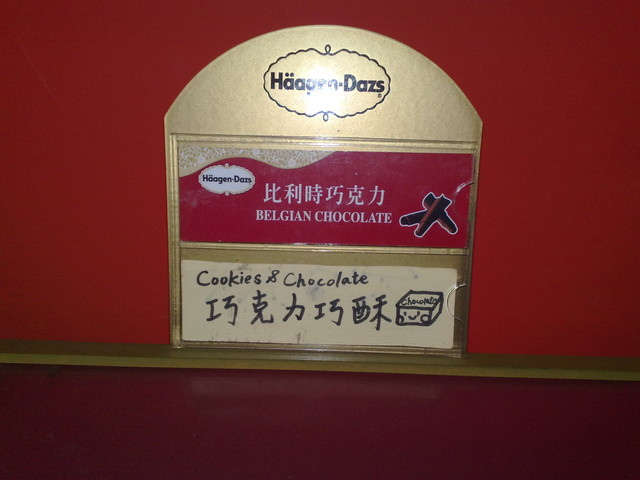 Häagen-Dazs
Häagen-Dazs
比利時巧克力
BELGIAN CHOCOLATE
Cookies & Chocolate
巧克力巧酥
Chocolate